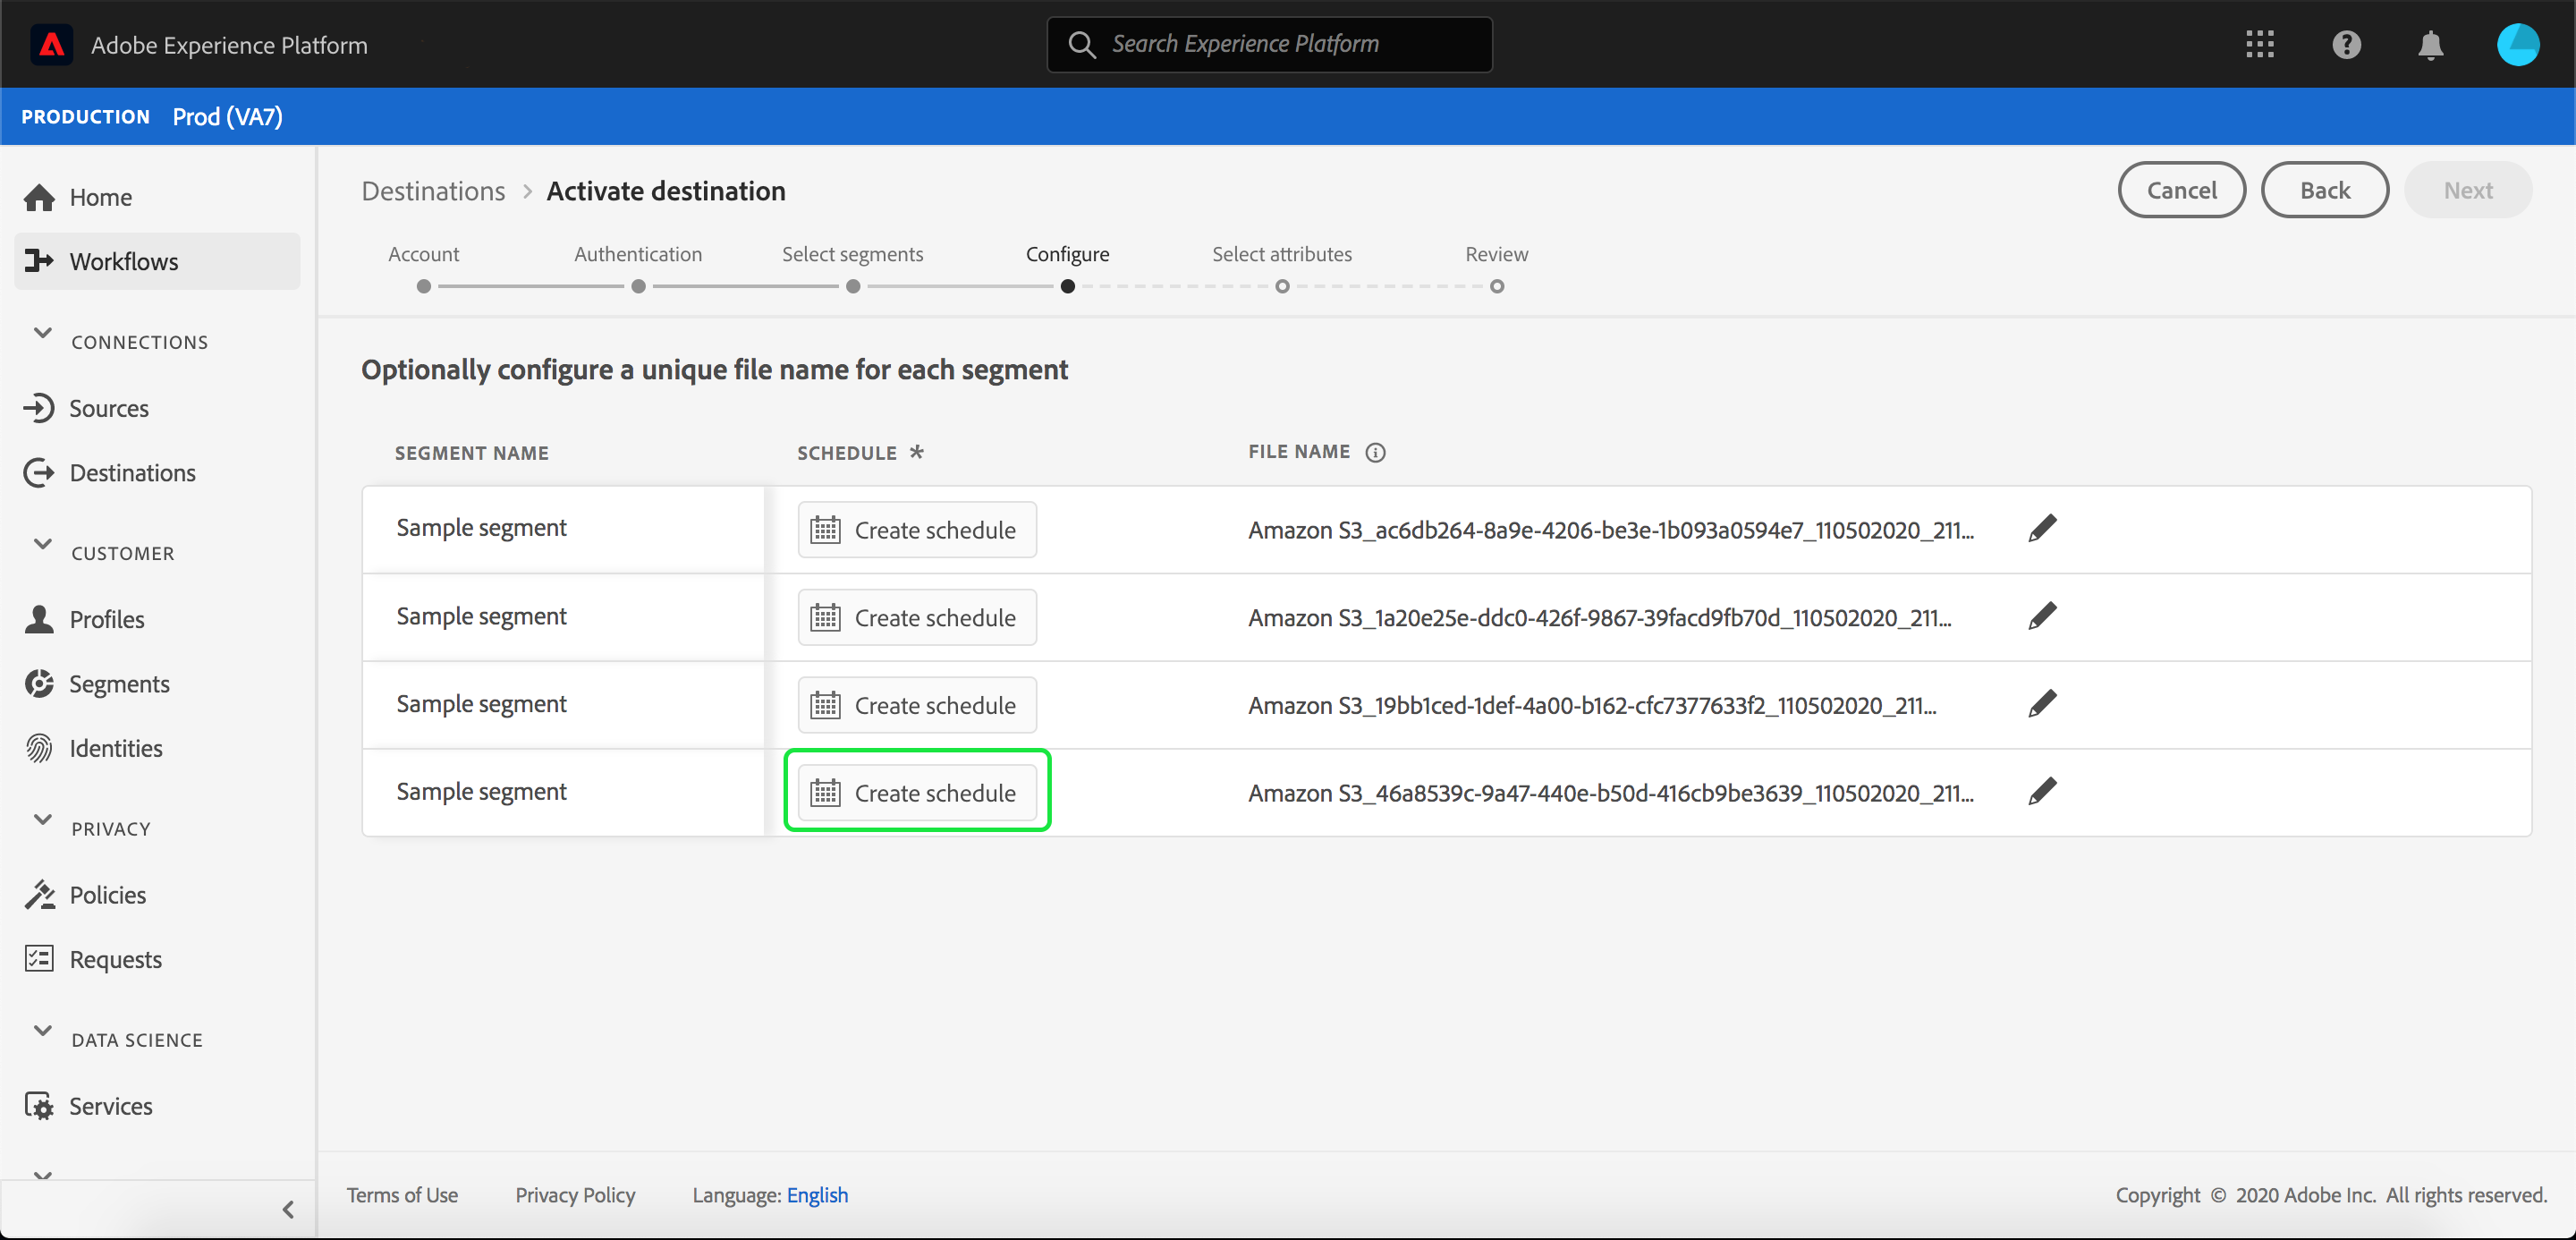 Adobe Experience Platform
Search Experience Platform
PRODUCTION Prod (VA7)
Home
Workflows
CONNECTIONS
Sources
Destinations
CUSTOMER
Profiles
Segments
Identities
PRIVACY
Policies
Requests
DATA SCIENCE
Services
Destinations > Activate destination
Cancel Back Next
Account Authentication Select segments Configure Select attributes Review
Optionally configure a unique file name for each segment
SEGMENT NAME SCHEDULE * FILE NAME
Sample segment Create schedule Amazon S3_ac6db264-8a9e-4206-be3e-1b093a0594e7_110502020_211...
Sample segment Create schedule Amazon S3_1a20e25e-ddc0-426f-9867-39facd9fb70d_110502020_211...
Sample segment Create schedule Amazon S3_19bb1ced-1def-4a00-b162-cfc7377633f2_110502020_211...
Sample segment Create schedule Amazon S3_46a8539c-9a47-440e-b50d-416cb9be3639_110502020_211...
Terms of Use Privacy Policy Language: English Copyright © 2020 Adobe Inc. All rights reserved.